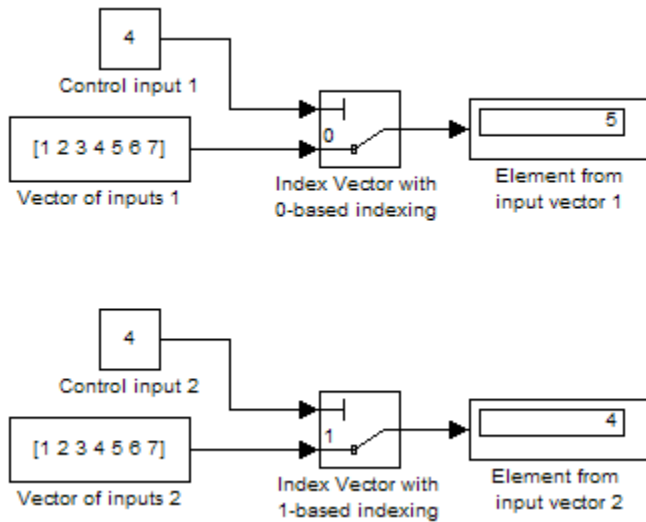 4
Control input 1
[1 2 3 4 5 6 7]
Vector of inputs 1
0
Index Vector with
0-based indexing
5
Element from
input vector 1
4
Control input 2
[1 2 3 4 5 6 7]
Vector of inputs 2
1
Index Vector with
1-based indexing
4
Element from
input vector 2